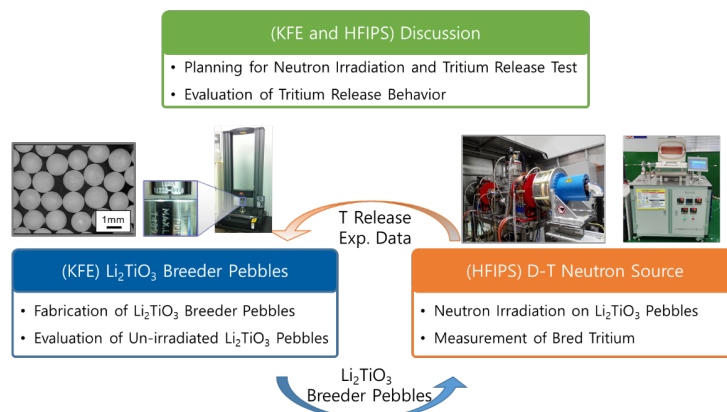 (KFE and HFIPS) Discussion
• Planning for Neutron Irradiation and Tritium Release Test
• Evaluation of Tritium Release Behavior
1mm
T Release
Exp. Data
(KFE) Li₂TiO₃ Breeder Pebbles
• Fabrication of Li₂TiO₃ Breeder Pebbles
• Evaluation of Un-irradiated Li₂TiO₃ Pebbles
(HFIPS) D-T Neutron Source
• Neutron Irradiation on Li₂TiO₃ Pebbles
• Measurement of Bred Tritium
Li₂TiO₃
Breeder Pebbles